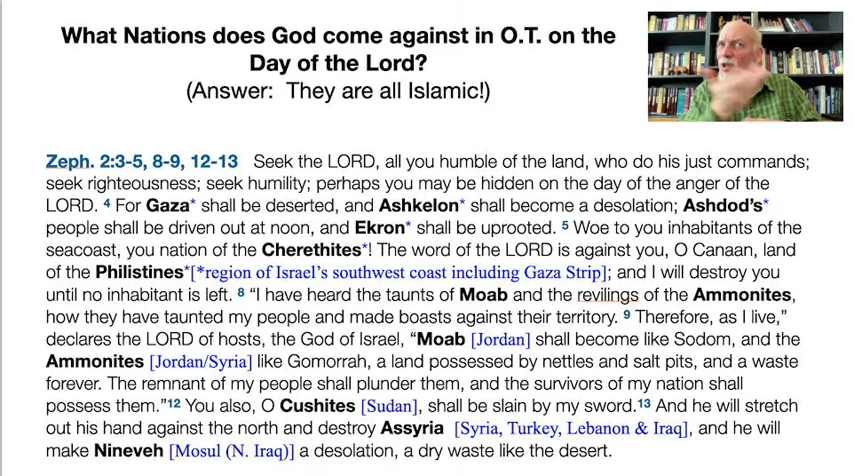 What Nations does God come against in O.T. on the
Day of the Lord?
(Answer:  They are all Islamic!)
Zeph. 2:3-5, 8-9, 12-13   Seek the LORD, all you humble of the land, who do his just commands;
seek righteousness; seek humility; perhaps you may be hidden on the day of the anger of the
LORD. 4 For Gaza* shall be deserted, and Ashkelon* shall become a desolation; Ashdod's*
people shall be driven out at noon, and Ekron* shall be uprooted. 5 Woe to you inhabitants of the
seacoast, you nation of the Cherethites*! The word of the LORD is against you, O Canaan, land
of the Philistines*[*region of Israel's southwest coast including Gaza Strip]; and I will destroy you
until no inhabitant is left. 8 "I have heard the taunts of Moab and the revilings of the Ammonites,
how they have taunted my people and made boasts against their territory. 9 Therefore, as I live,"
declares the LORD of hosts, the God of Israel, "Moab [Jordan] shall become like Sodom, and the
Ammonites [Jordan/Syria] like Gomorrah, a land possessed by nettles and salt pits, and a waste
forever. The remnant of my people shall plunder them, and the survivors of my nation shall
possess them."12 You also, O Cushites [Sudan], shall be slain by my sword.13 And he will stretch
out his hand against the north and destroy Assyria [Syria, Turkey, Lebanon & Iraq], and he will
make Nineveh [Mosul (N. Iraq)] a desolation, a dry waste like the desert.